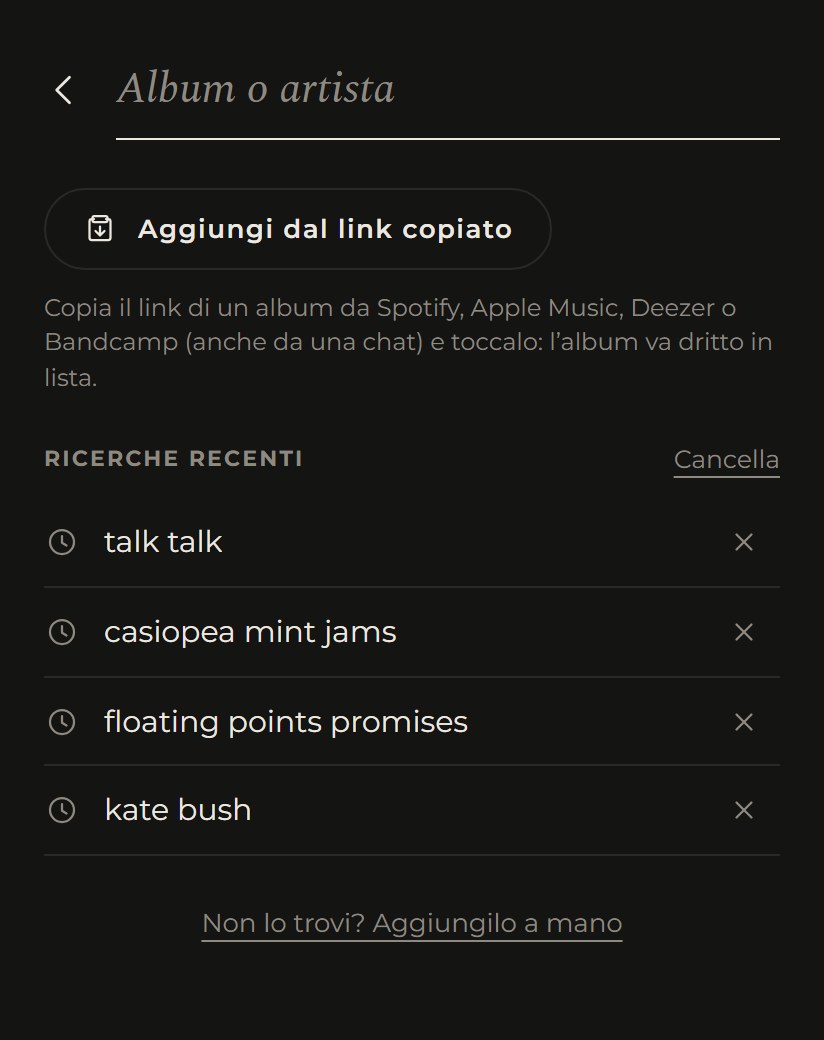 Album o artista
Aggiungi dal link copiato
Copia il link di un album da Spotify, Apple Music, Deezer o
Bandcamp (anche da una chat) e toccalo: l’album va dritto in
lista.
RICERCHE RECENTI
Cancella
talk talk
casiopea mint jams
floating points promises
kate bush
Non lo trovi? Aggiungilo a mano